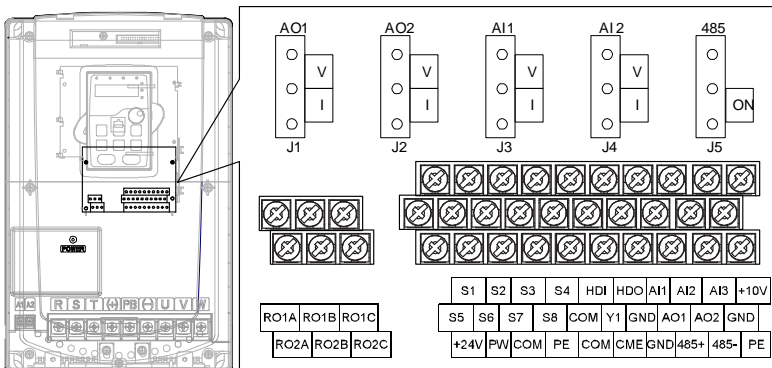 AO1 AO2 AI1 AI2 485
V V V V
I I I I ON
J1 J2 J3 J4 J5
POWER
A1 A2 R S T (+) PB (-) U V W
S1 S2 S3 S4 HDI HDO AI1 AI2 AI3 +10V
RO1A RO1B RO1C S5 S6 S7 S8 COM Y1 GND AO1 AO2 GND
RO2A RO2B RO2C +24V PW COM PE COM CME GND 485+ 485- PE